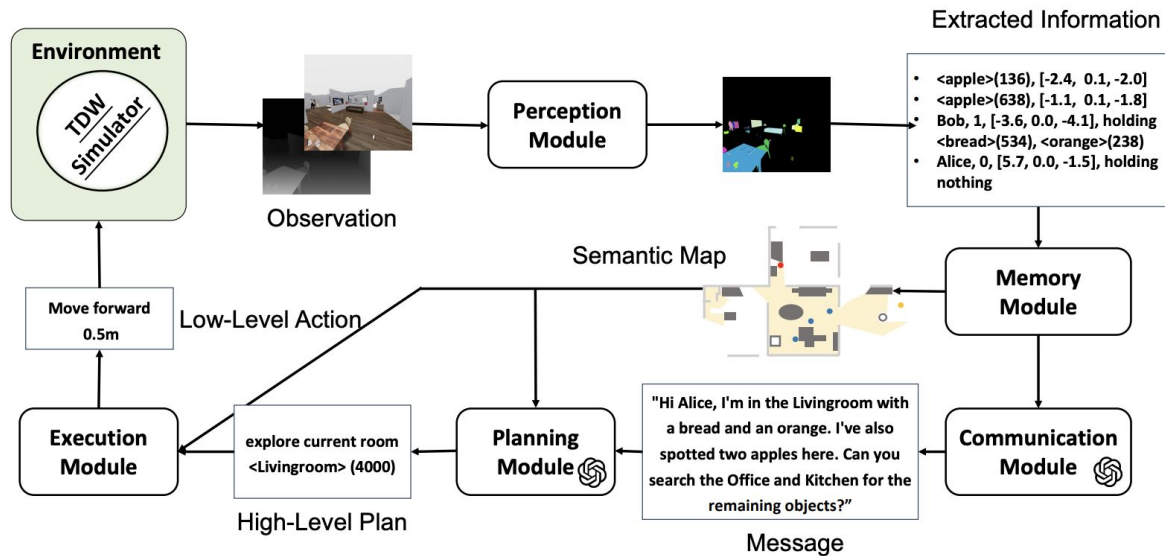 Extracted Information
Environment
TDW
Simulator
Observation
Perception
Module
• <apple>(136), [-2.4, 0.1, -2.0]
• <apple>(638), [-1.1, 0.1, -1.8]
• Bob, 1, [-3.6, 0.0, -4.1], holding
<bread>(534), <orange>(238)
• Alice, 0, [5.7, 0.0, -1.5], holding
nothing
Semantic Map
Memory
Module
Move forward
0.5m
Low-Level Action
Execution
Module
explore current room
<Livingroom> (4000)
High-Level Plan
Planning
Module
"Hi Alice, I'm in the Livingroom with
a bread and an orange. I've also
spotted two apples here. Can you
search the Office and Kitchen for the
remaining objects?”
Message
Communication
Module